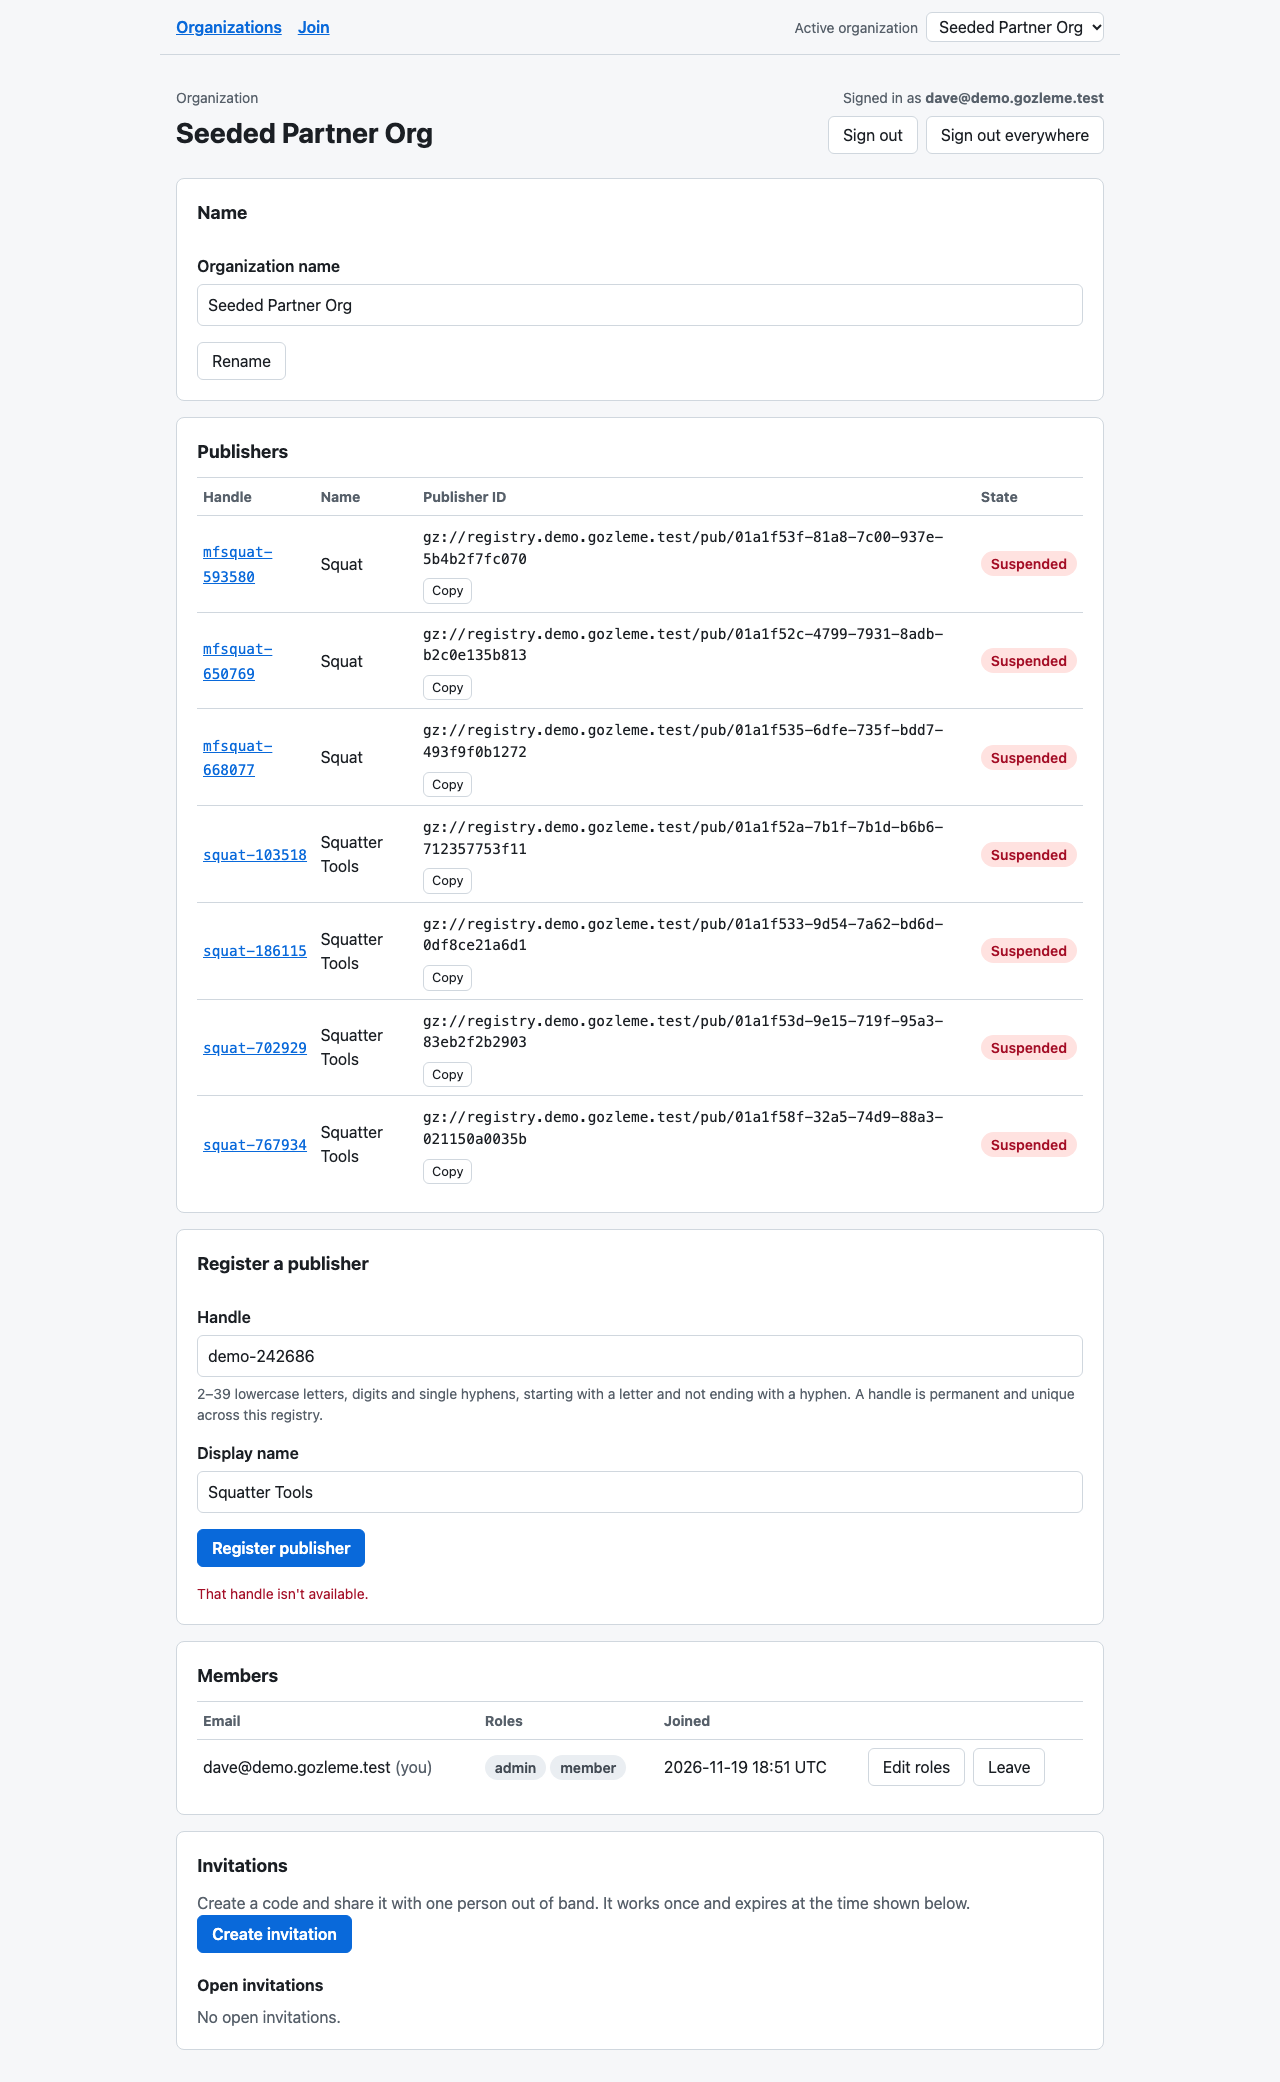 Organizations Join Active organization Seeded Partner Org
Organization Signed in as dave@demo.gozleme.test
Seeded Partner Org Sign out Sign out everywhere
Name
Organization name
Seeded Partner Org
Rename
Publishers
Handle Name Publisher ID State
mfsquat-
593580
Squat
gz://registry.demo.gozleme.test/pub/01a1f53f-81a8-7c00-937e-
5b4b2f7fc070
Copy
Suspended
mfsquat-
650769
Squat
gz://registry.demo.gozleme.test/pub/01a1f52c-4799-7931-8adb-
b2c0e135b813
Copy
Suspended
mfsquat-
668077
Squat
gz://registry.demo.gozleme.test/pub/01a1f535-6dfe-735f-bdd7-
493f9f0b1272
Copy
Suspended
squat-103518
Squatter
Tools
gz://registry.demo.gozleme.test/pub/01a1f52a-7b1f-7b1d-b6b6-
712357753f11
Copy
Suspended
squat-186115
Squatter
Tools
gz://registry.demo.gozleme.test/pub/01a1f533-9d54-7a62-bd6d-
0df8ce21a6d1
Copy
Suspended
squat-702929
Squatter
Tools
gz://registry.demo.gozleme.test/pub/01a1f53d-9e15-719f-95a3-
83eb2f2b2903
Copy
Suspended
squat-767934
Squatter
Tools
gz://registry.demo.gozleme.test/pub/01a1f58f-32a5-74d9-88a3-
021150a0035b
Copy
Suspended
Register a publisher
Handle
demo-242686
2–39 lowercase letters, digits and single hyphens, starting with a letter and not ending with a hyphen. A handle is permanent and unique
across this registry.
Display name
Squatter Tools
Register publisher
That handle isn't available.
Members
Email Roles Joined
dave@demo.gozleme.test (you) admin member 2026-11-19 18:51 UTC Edit roles Leave
Invitations
Create a code and share it with one person out of band. It works once and expires at the time shown below.
Create invitation
Open invitations
No open invitations.